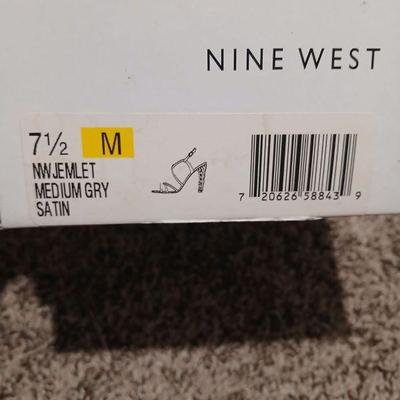 NINE WEST
7½ M
NWJEMLET
MEDIUM GRY
SATIN
7 20626 58843 9